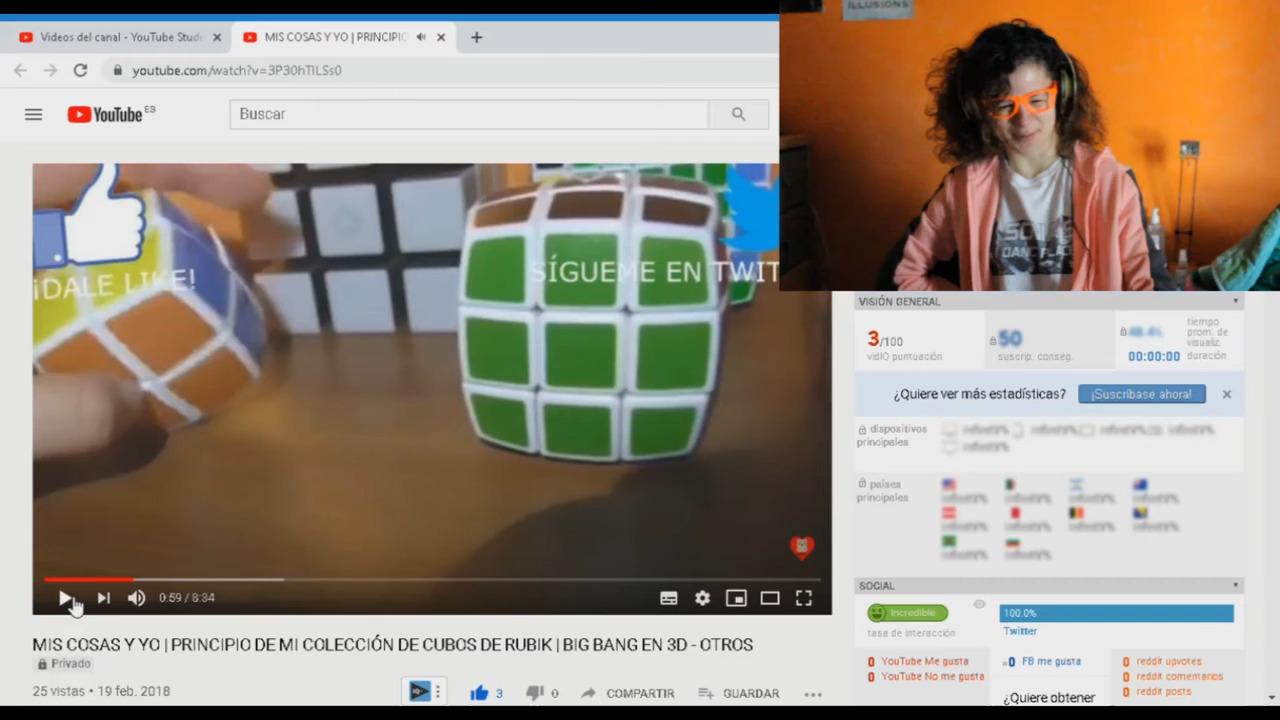 Videos del canal - YouTube Stud
MIS COSAS Y YO | PRINCIPIO
youtube.com/watch?v=3P30hTILSs0
YouTube ES
Buscar
ILLUSIONS
¡DALE LIKE!
SÍGUEME EN TWIT
0:59 / 8:34
MIS COSAS Y YO | PRINCIPIO DE MI COLECCIÓN DE CUBOS DE RUBIK | BIG BANG EN 3D - OTROS
Privado
25 vistas • 19 feb. 2018
3
0
COMPARTIR
GUARDAR
VISIÓN GENERAL
3/100
vidIQ puntuación
50
suscrip. conseg.
tiempo
prom. de
visualiz.
00:00:00 duración
¿Quiere ver más estadísticas? ¡Suscríbase ahora!
dispositivos
principales
países
principales
SOCIAL
Incredible
tasa de interacción
100.0%
Twitter
0 YouTube Me gusta
0 YouTube No me gusta
0 FB me gusta
¿Quiere obtener
0 reddit upvotes
0 reddit comentarios
0 reddit posts